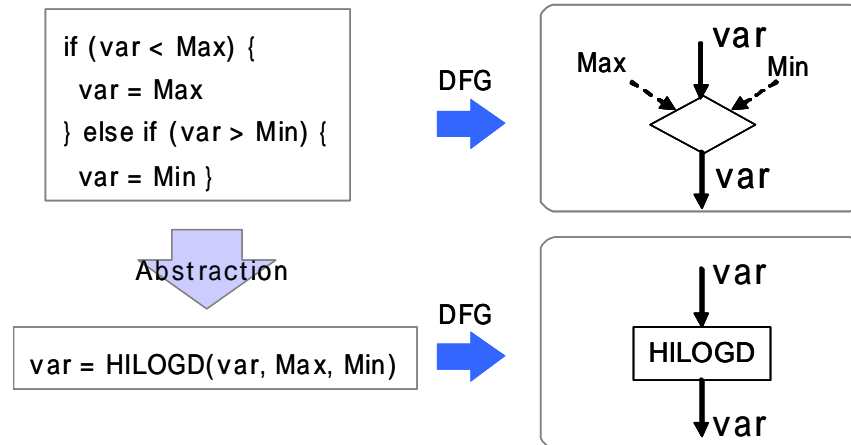 if (var < Max) {
var = Max
} else if (var > Min) {
var = Min }
DFG
var
Max
Min
var
Abstraction
var = HILOGD(var, Max, Min)
DFG
var
HILOGD
var